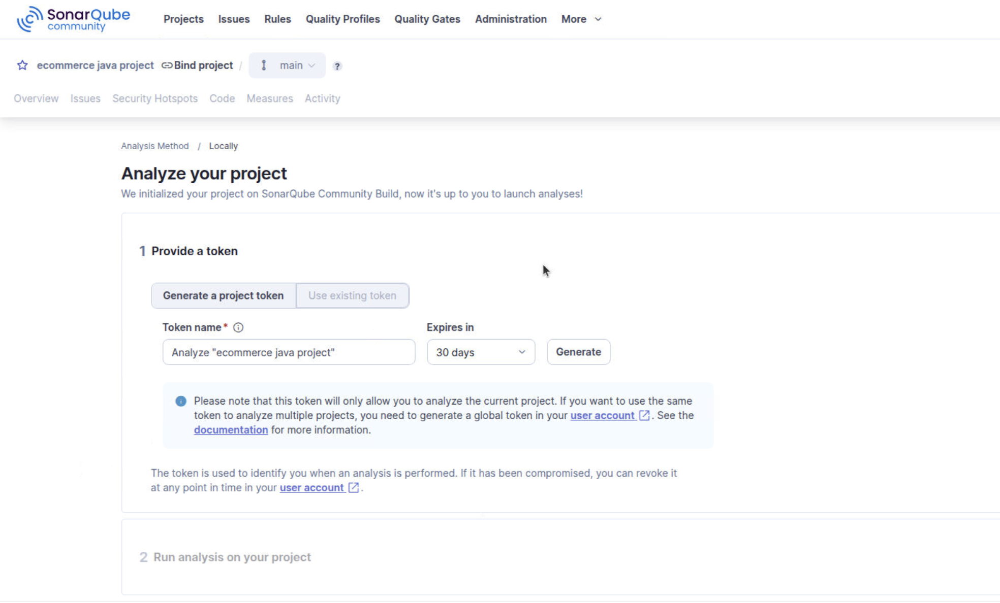 SonarQube
community
Projects Issues Rules Quality Profiles Quality Gates Administration More
ecommerce java project Bind project / main ?
Overview Issues Security Hotspots Code Measures Activity
Analysis Method / Locally
Analyze your project
We initialized your project on SonarQube Community Build, now it's up to you to launch analyses!
1 Provide a token
Generate a project token Use existing token
Token name* Expires in
Analyze "ecommerce java project" 30 days Generate
Please note that this token will only allow you to analyze the current project. If you want to use the same
token to analyze multiple projects, you need to generate a global token in your user account . See the
documentation for more information.
The token is used to identify you when an analysis is performed. If it has been compromised, you can revoke it
at any point in time in your user account .
2 Run analysis on your project